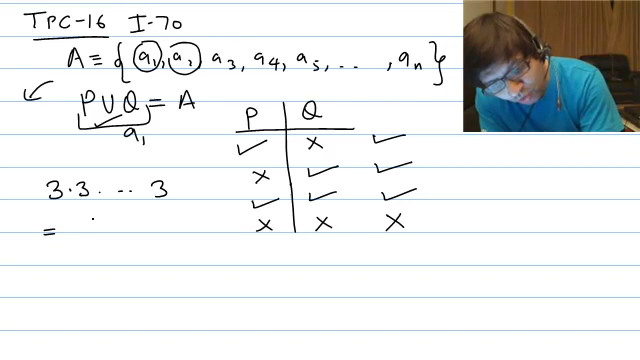 TPC-16 I-70
A ≡ { a₁, a₂, a₃, a₄, a₅, ... , aₙ }
P ∪ Q = A
a₁
P Q
✓ × ✓
× ✓ ✓
✓ ✓ ✓
× × ×
3·3 ... 3
=